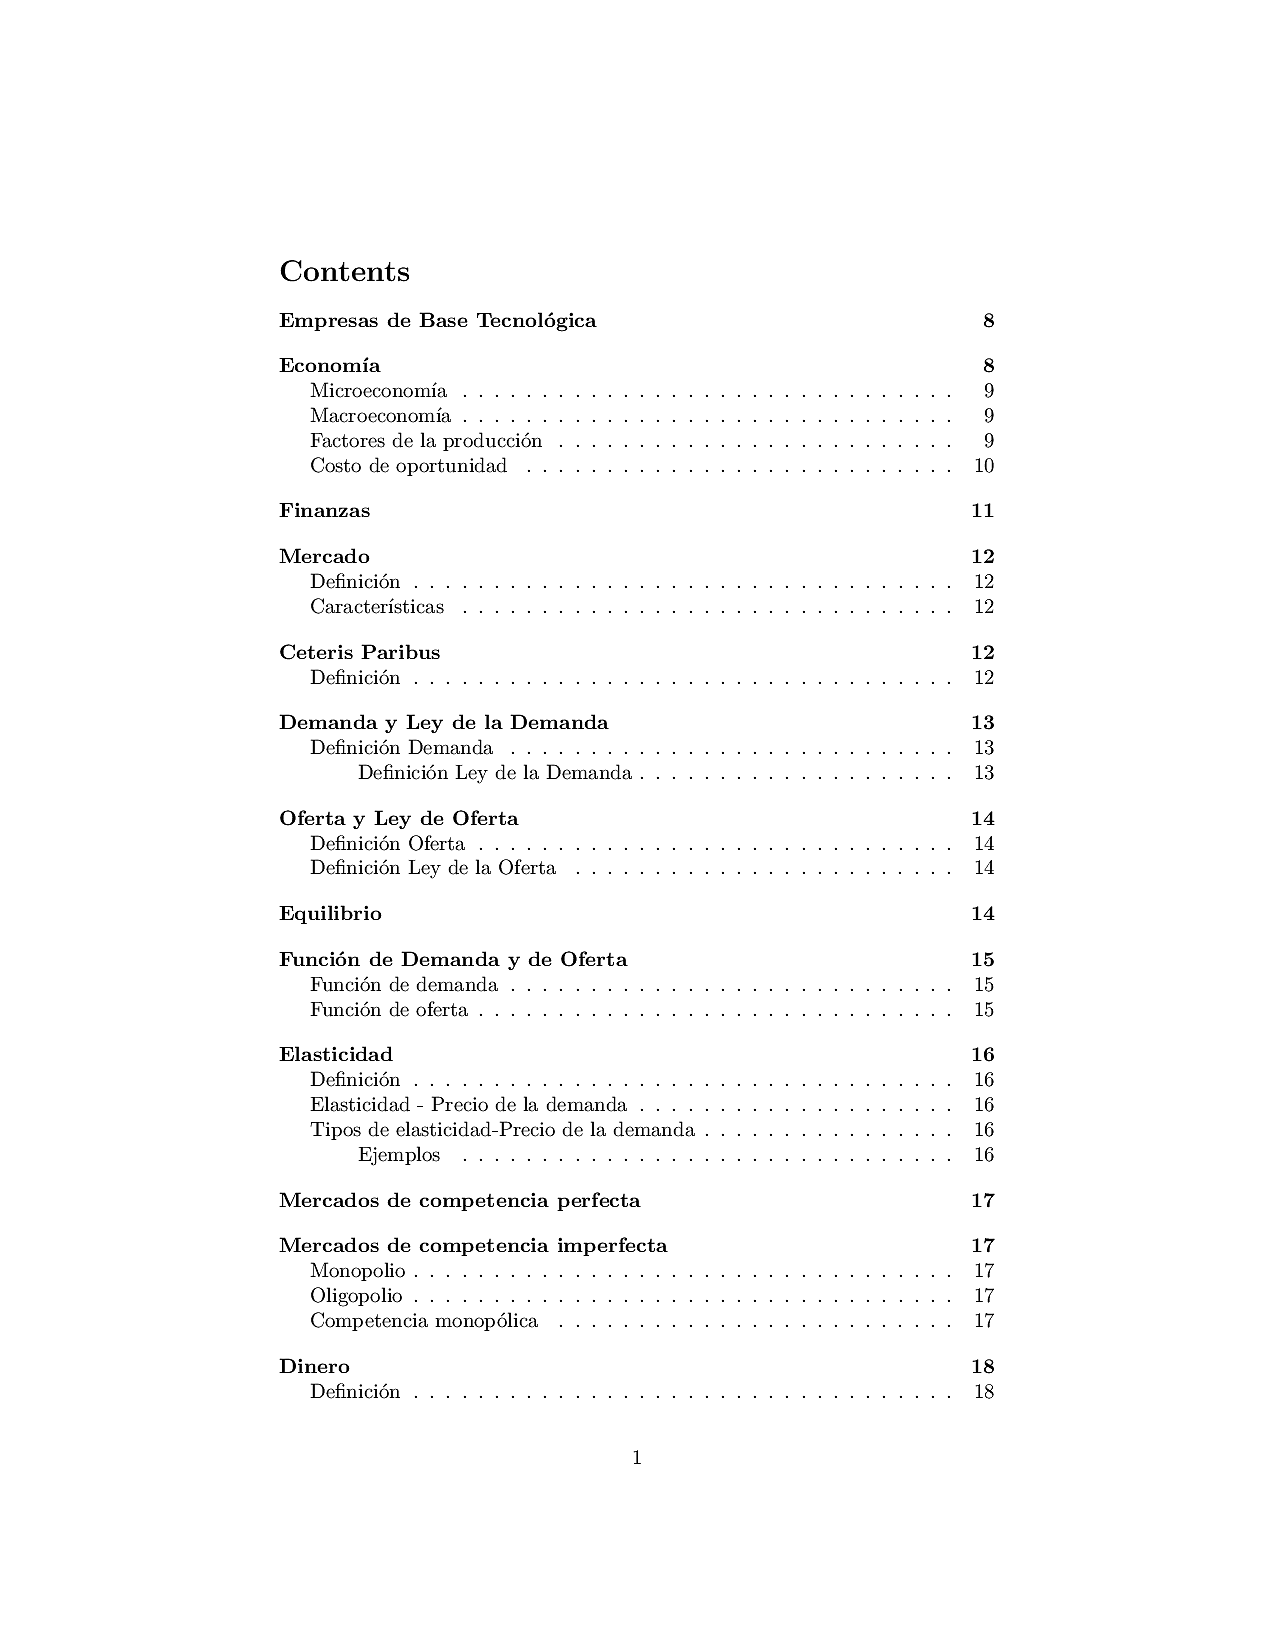 Contents
Empresas de Base Tecnológica 8
Economía 8
Microeconomía . . . . . . . . . . . . . . . . . . . . . . . . . . . . . . . 9
Macroeconomía . . . . . . . . . . . . . . . . . . . . . . . . . . . . . . . 9
Factores de la producción . . . . . . . . . . . . . . . . . . . . . . . . . 9
Costo de oportunidad . . . . . . . . . . . . . . . . . . . . . . . . . . . 10
Finanzas 11
Mercado 12
Definición . . . . . . . . . . . . . . . . . . . . . . . . . . . . . . . . . . 12
Características . . . . . . . . . . . . . . . . . . . . . . . . . . . . . . . 12
Ceteris Paribus 12
Definición . . . . . . . . . . . . . . . . . . . . . . . . . . . . . . . . . . 12
Demanda y Ley de la Demanda 13
Definición Demanda . . . . . . . . . . . . . . . . . . . . . . . . . . . . 13
Definición Ley de la Demanda . . . . . . . . . . . . . . . . . . . . 13
Oferta y Ley de Oferta 14
Definición Oferta . . . . . . . . . . . . . . . . . . . . . . . . . . . . . . 14
Definición Ley de la Oferta . . . . . . . . . . . . . . . . . . . . . . . . 14
Equilibrio 14
Función de Demanda y de Oferta 15
Función de demanda . . . . . . . . . . . . . . . . . . . . . . . . . . . . 15
Función de oferta . . . . . . . . . . . . . . . . . . . . . . . . . . . . . . 15
Elasticidad 16
Definición . . . . . . . . . . . . . . . . . . . . . . . . . . . . . . . . . . 16
Elasticidad - Precio de la demanda . . . . . . . . . . . . . . . . . . . . 16
Tipos de elasticidad-Precio de la demanda . . . . . . . . . . . . . . . . 16
Ejemplos . . . . . . . . . . . . . . . . . . . . . . . . . . . . . . . 16
Mercados de competencia perfecta 17
Mercados de competencia imperfecta 17
Monopolio . . . . . . . . . . . . . . . . . . . . . . . . . . . . . . . . . . 17
Oligopolio . . . . . . . . . . . . . . . . . . . . . . . . . . . . . . . . . . 17
Competencia monopólica . . . . . . . . . . . . . . . . . . . . . . . . . 17
Dinero 18
Definición . . . . . . . . . . . . . . . . . . . . . . . . . . . . . . . . . . 18
1